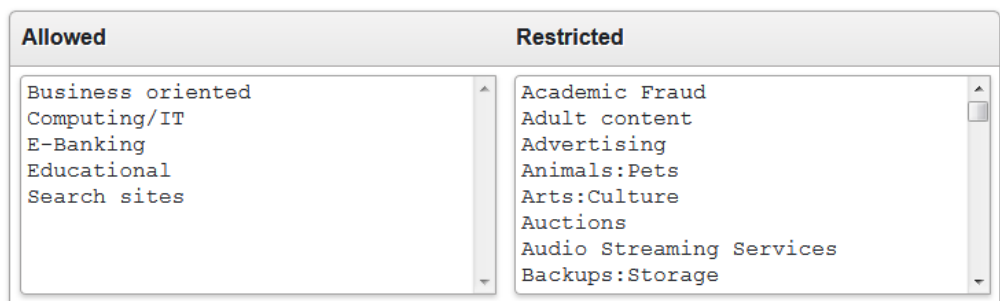 Allowed
Restricted
Business oriented
Computing/IT
E-Banking
Educational
Search sites
Academic Fraud
Adult content
Advertising
Animals:Pets
Arts:Culture
Auctions
Audio Streaming Services
Backups:Storage